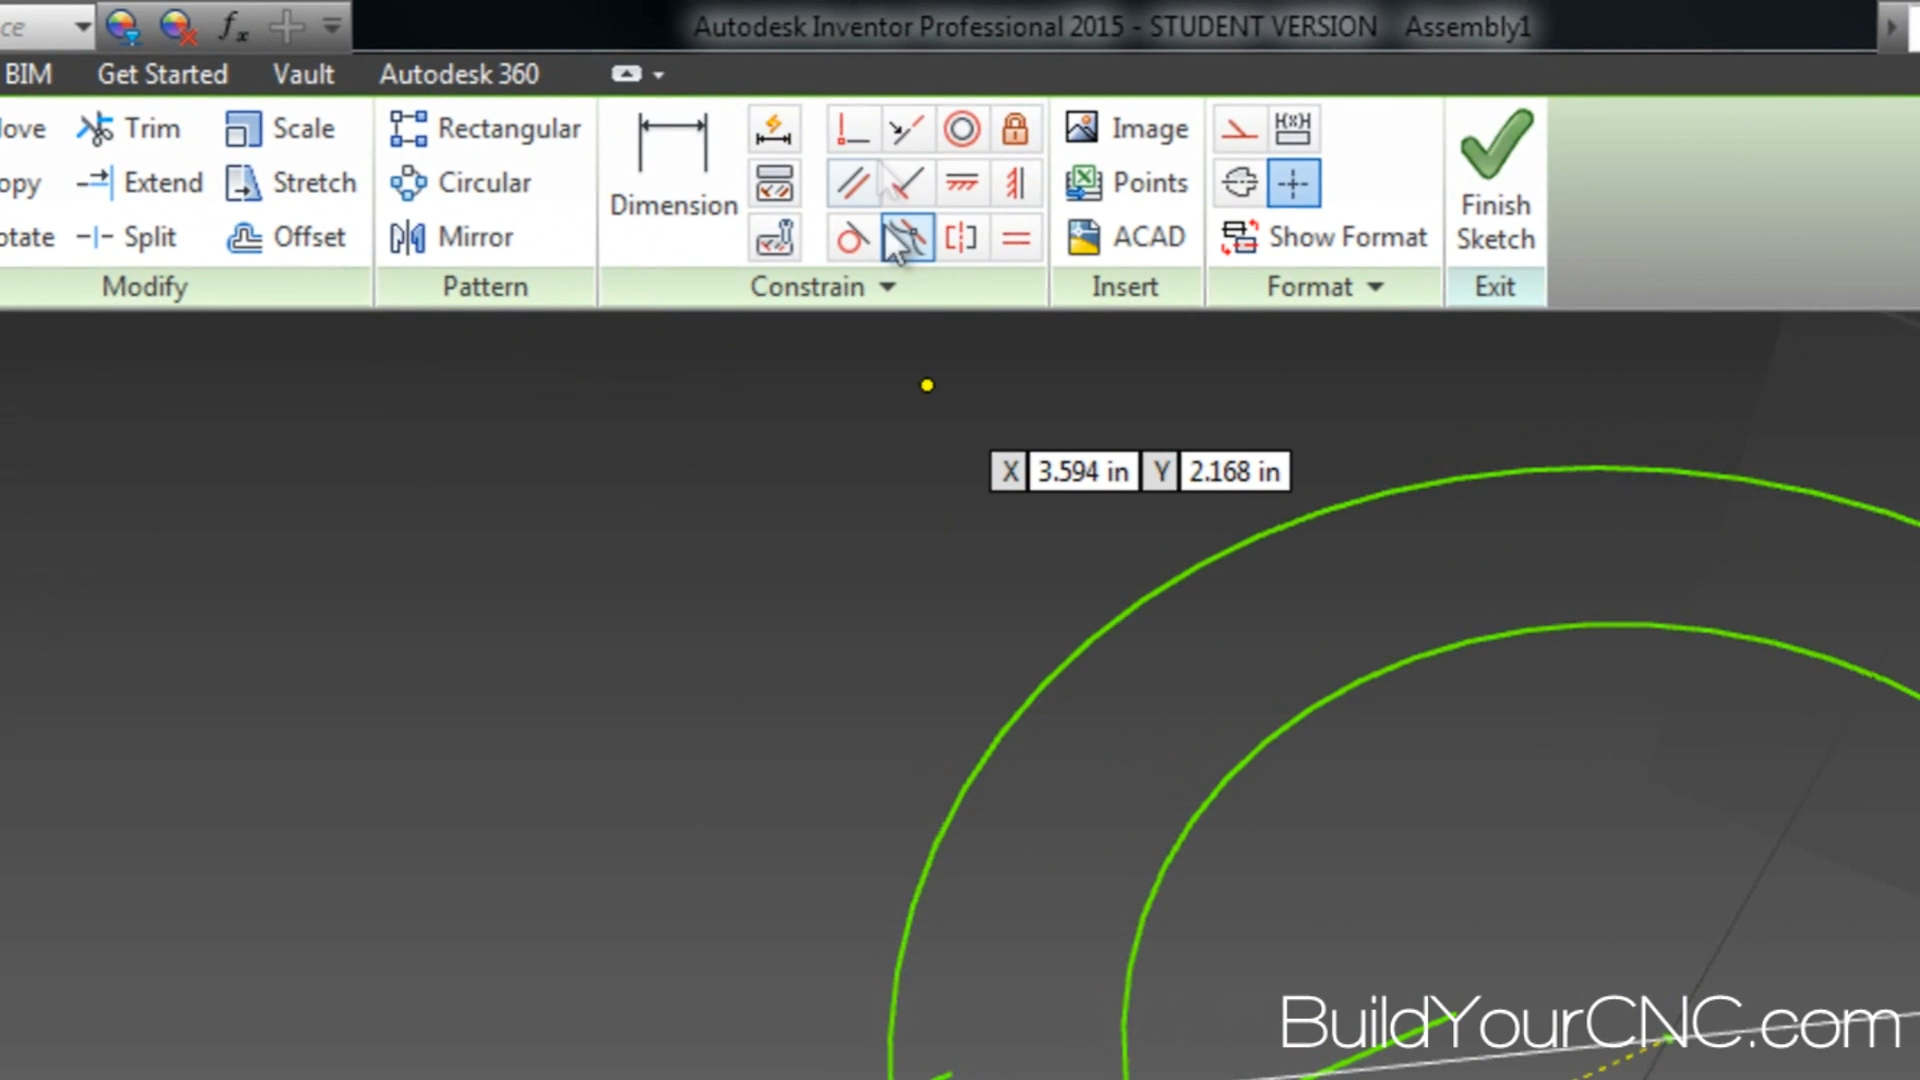 ce
Autodesk Inventor Professional 2015 - STUDENT VERSION Assembly1
BIM Get Started Vault Autodesk 360
love Trim Scale Rectangular Image
opy Extend Stretch Circular Dimension Points
otate Split Offset Mirror ACAD Show Format
Finish
Sketch
Modify Pattern Constrain Insert Format Exit
X 3.594 in Y 2.168 in
BuildYourCNC.com